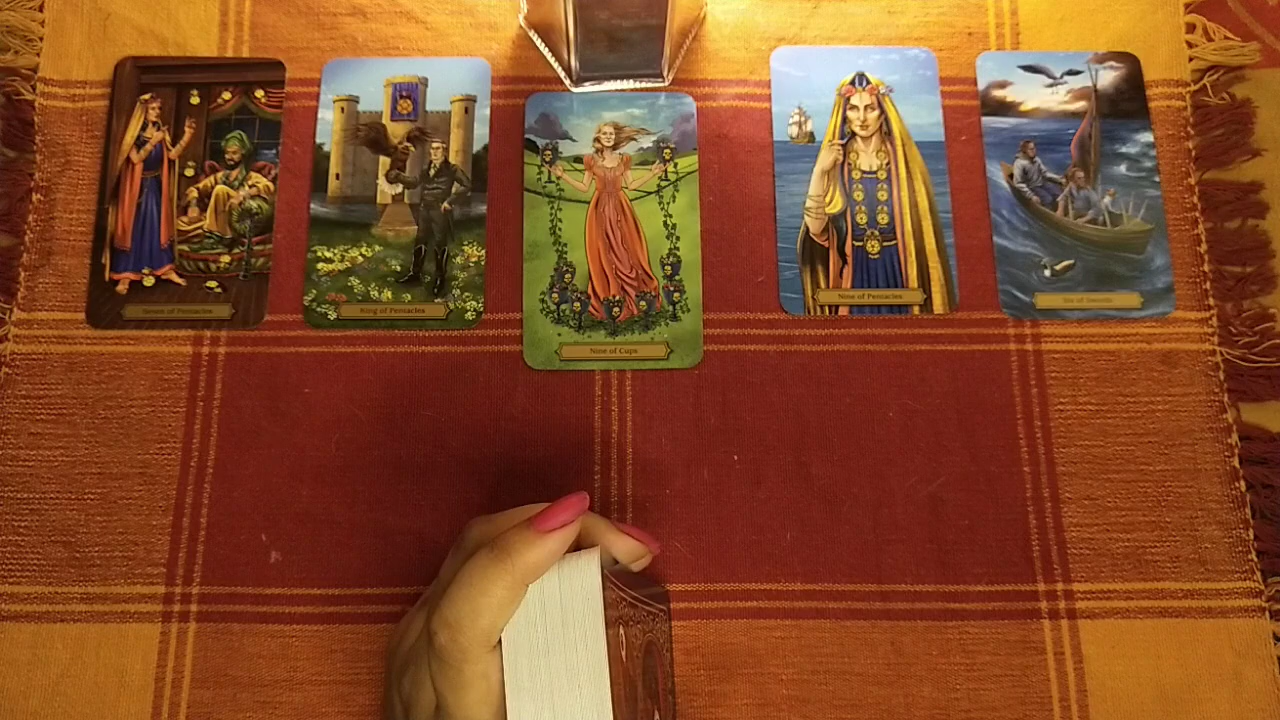 Seven of Pentacles
King of Pentacles
Nine of Cups
Nine of Pentacles
Six of Swords